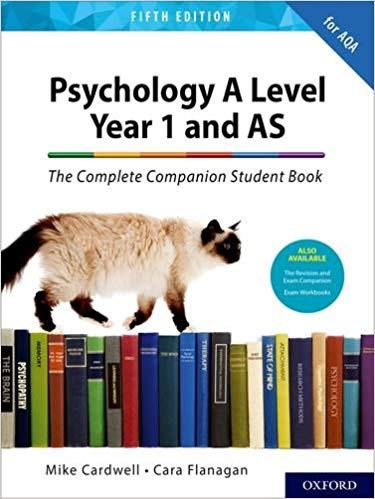 FIFTH EDITION
for AQA
Psychology A Level
Year 1 and AS
The Complete Companion Student Book
ALSO
AVAILABLE
The Revision and
Exam Companion
Exam Workbooks
THE BRAIN
PSYCHOPATHY
MEMORY
THE MIND
THERAPY
STATE OF MIND
ATTACHMENT
RESEARCH METHODS
PSYCHOLOGY
Mike Cardwell • Cara Flanagan
OXFORD